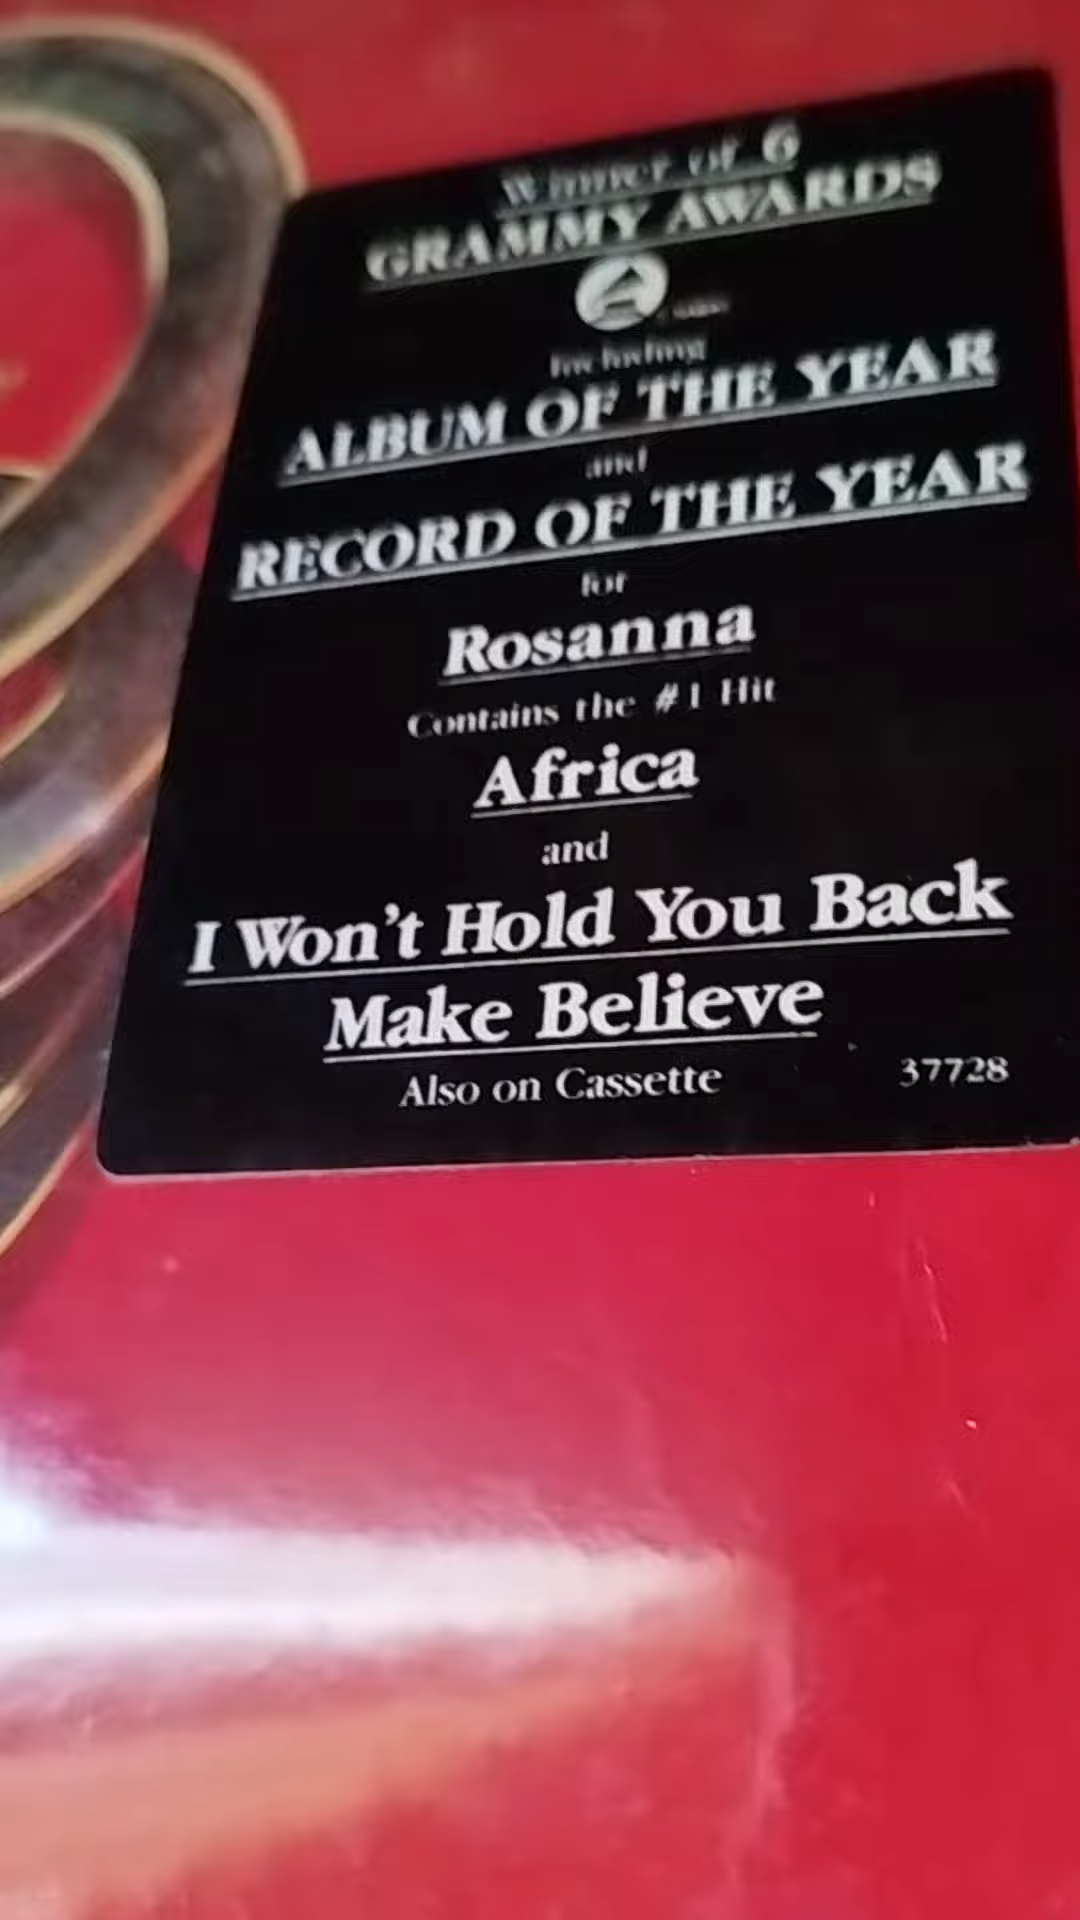 Winner of 6
GRAMMY AWARDS
Including
ALBUM OF THE YEAR
and
RECORD OF THE YEAR
for
Rosanna
Contains the #1 Hit
Africa
and
I Won't Hold You Back
Make Believe
Also on Cassette
37728